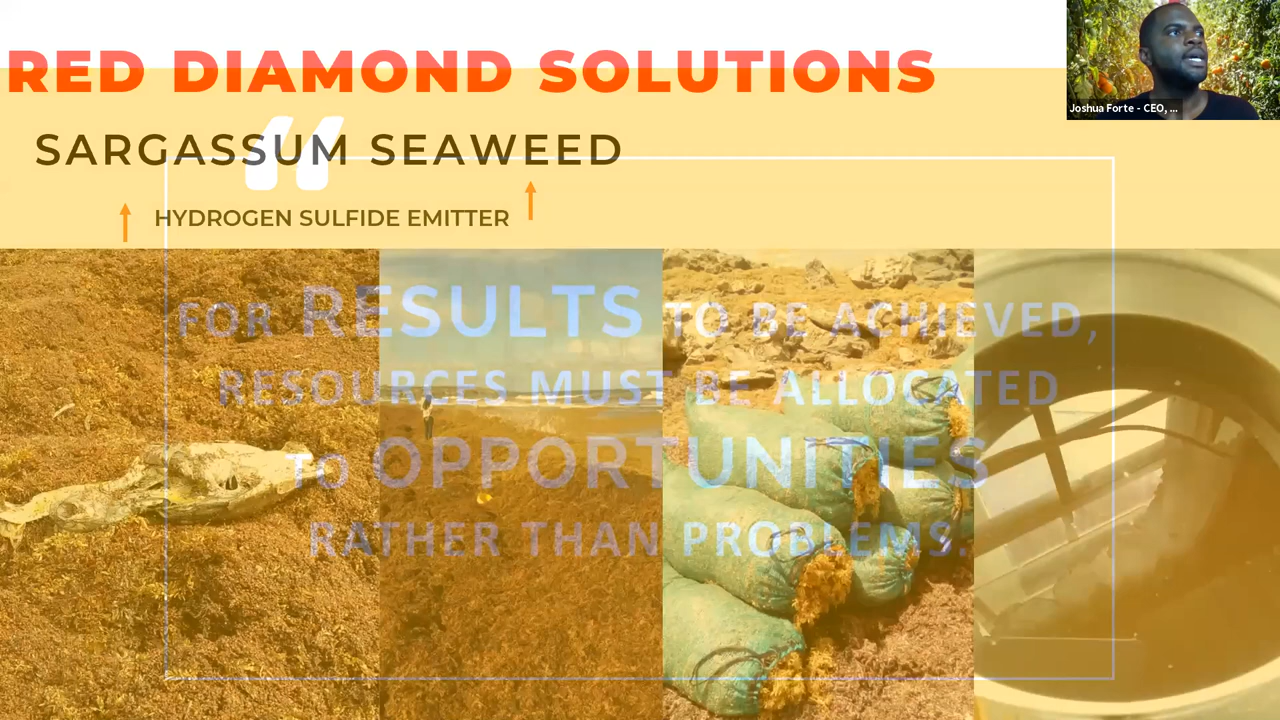 RED DIAMOND SOLUTIONS
Joshua Forte - CEO, ...
SARGASSUM SEAWEED
“
HYDROGEN SULFIDE EMITTER
FOR RESULTS TO BE ACHIEVED,
RESOURCES MUST BE ALLOCATED
TO OPPORTUNITIES
RATHER THAN PROBLEMS.